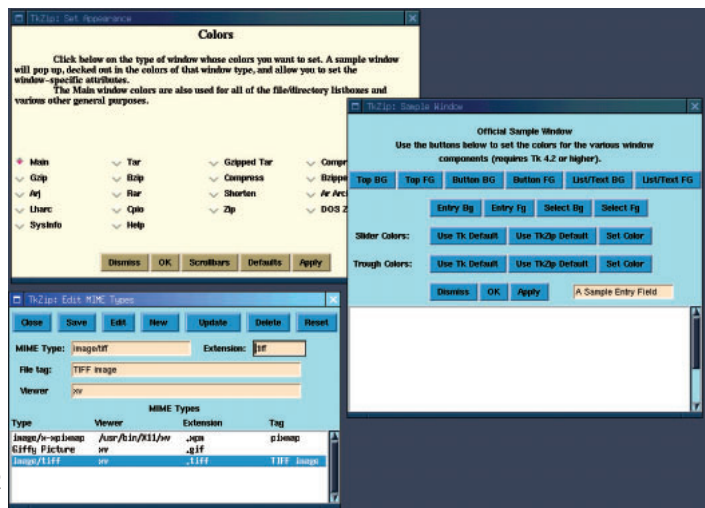 TkZip: Set Appearance
Colors
Click below on the type of window whose colors you want to set. A sample window
will pop up, decked out in the colors of that window type, and allow you to set the
window-specific attributes.
The Main window colors are also used for all of the file/directory listboxes and
various other general purposes.
Main Tar Gzipped Tar Compr
Gzip Bzip Compress Bzippe
Arj Rar Shorten Ar Arc
Lharc Cpio Zip DOS Z
SysInfo Help
Dismiss OK Scrollbars Defaults Apply
TkZip: Sample Window
Official Sample Window
Use the buttons below to set the colors for the various window
components (requires Tk 4.2 or higher).
Top BG Top FG Button BG Button FG List/Text BG List/Text FG
Entry Bg Entry Fg Select Bg Select Fg
Slider Colors: Use Tk Default Use TkZip Default Set Color
Trough Colors: Use Tk Default Use TkZip Default Set Color
Dismiss OK Apply A Sample Entry Field
TkZip: Edit MIME Types
Close Save Edit New Update Delete Reset
MIME Type: image/tiff Extension: tiff
File tag: TIFF image
Viewer xv
MIME Types
Type Viewer Extension Tag
image/x-xpixmap /usr/bin/X11/xv .xpm pixmap
Giffy Picture xv .gif
image/tiff xv .tiff TIFF image